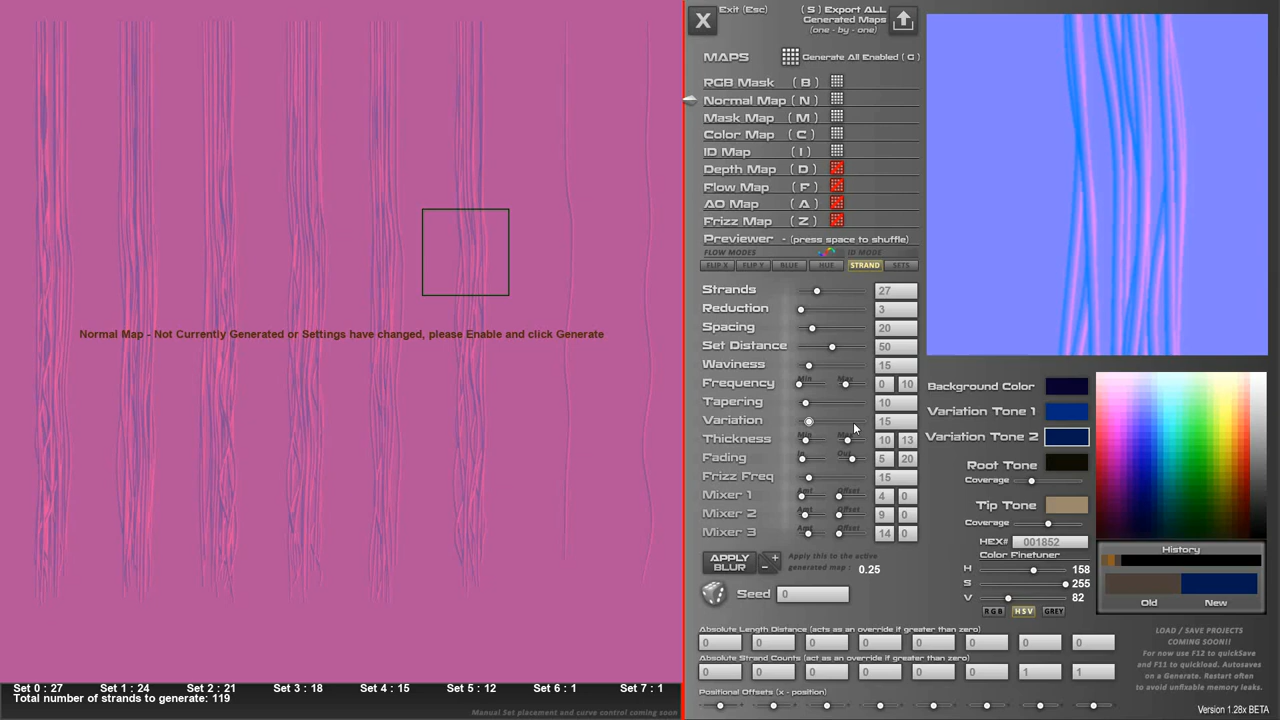 Exit (Esc)
( S ) Export ALL
Generated Maps
(one - by - one)
X
MAPS
Generate All Enabled ( G )
RGB Mask ( B )
Normal Map ( N )
Mask Map ( M )
Color Map ( C )
ID Map ( I )
Depth Map ( D )
Flow Map ( F )
AO Map ( A )
Frizz Map ( Z )
Previewer - (press space to shuffle)
FLOW MODES ID MODE
FLIP X FLIP Y BLUE HUE STRAND SETS
Strands 27
Reduction 3
Spacing 20
Set Distance 50
Waviness 15
Min Max
Frequency 0 10
Tapering 10
Variation 15
Min Max
Thickness 10 13
In Out
Fading 5 20
Frizz Freq 15
Amt Offset
Mixer 1 4 0
Amt Offset
Mixer 2 9 0
Amt Offset
Mixer 3 14 0
APPLY BLUR + − Apply this to the active
generated map : 0.25
Seed 0
Background Color
Variation Tone 1
Variation Tone 2
Root Tone
Coverage
Tip Tone
Coverage
HEX# 001852
Color Finetuner
H 158
S 255
V 82
RGB HSV GREY
History
Old New
Absolute Length Distance (acts as an override if greater than zero)
0 0 0 0 0 0 0 0
Absolute Strand Counts (act as an override if greater than zero)
0 0 0 0 0 0 1 1
Positional Offsets (x - position)
LOAD / SAVE PROJECTS
COMING SOON!!
For now use F12 to quickSave
and F11 to quickload. Autosaves
on a Generate. Restart often
to avoid unfixable memory leaks.
Version 1.28x BETA
Normal Map - Not Currently Generated or Settings have changed, please Enable and click Generate
Set 0 : 27 Set 1 : 24 Set 2 : 21 Set 3 : 18 Set 4 : 15 Set 5 : 12 Set 6 : 1 Set 7 : 1
Total number of strands to generate: 119
Manual Set placement and curve control coming soon